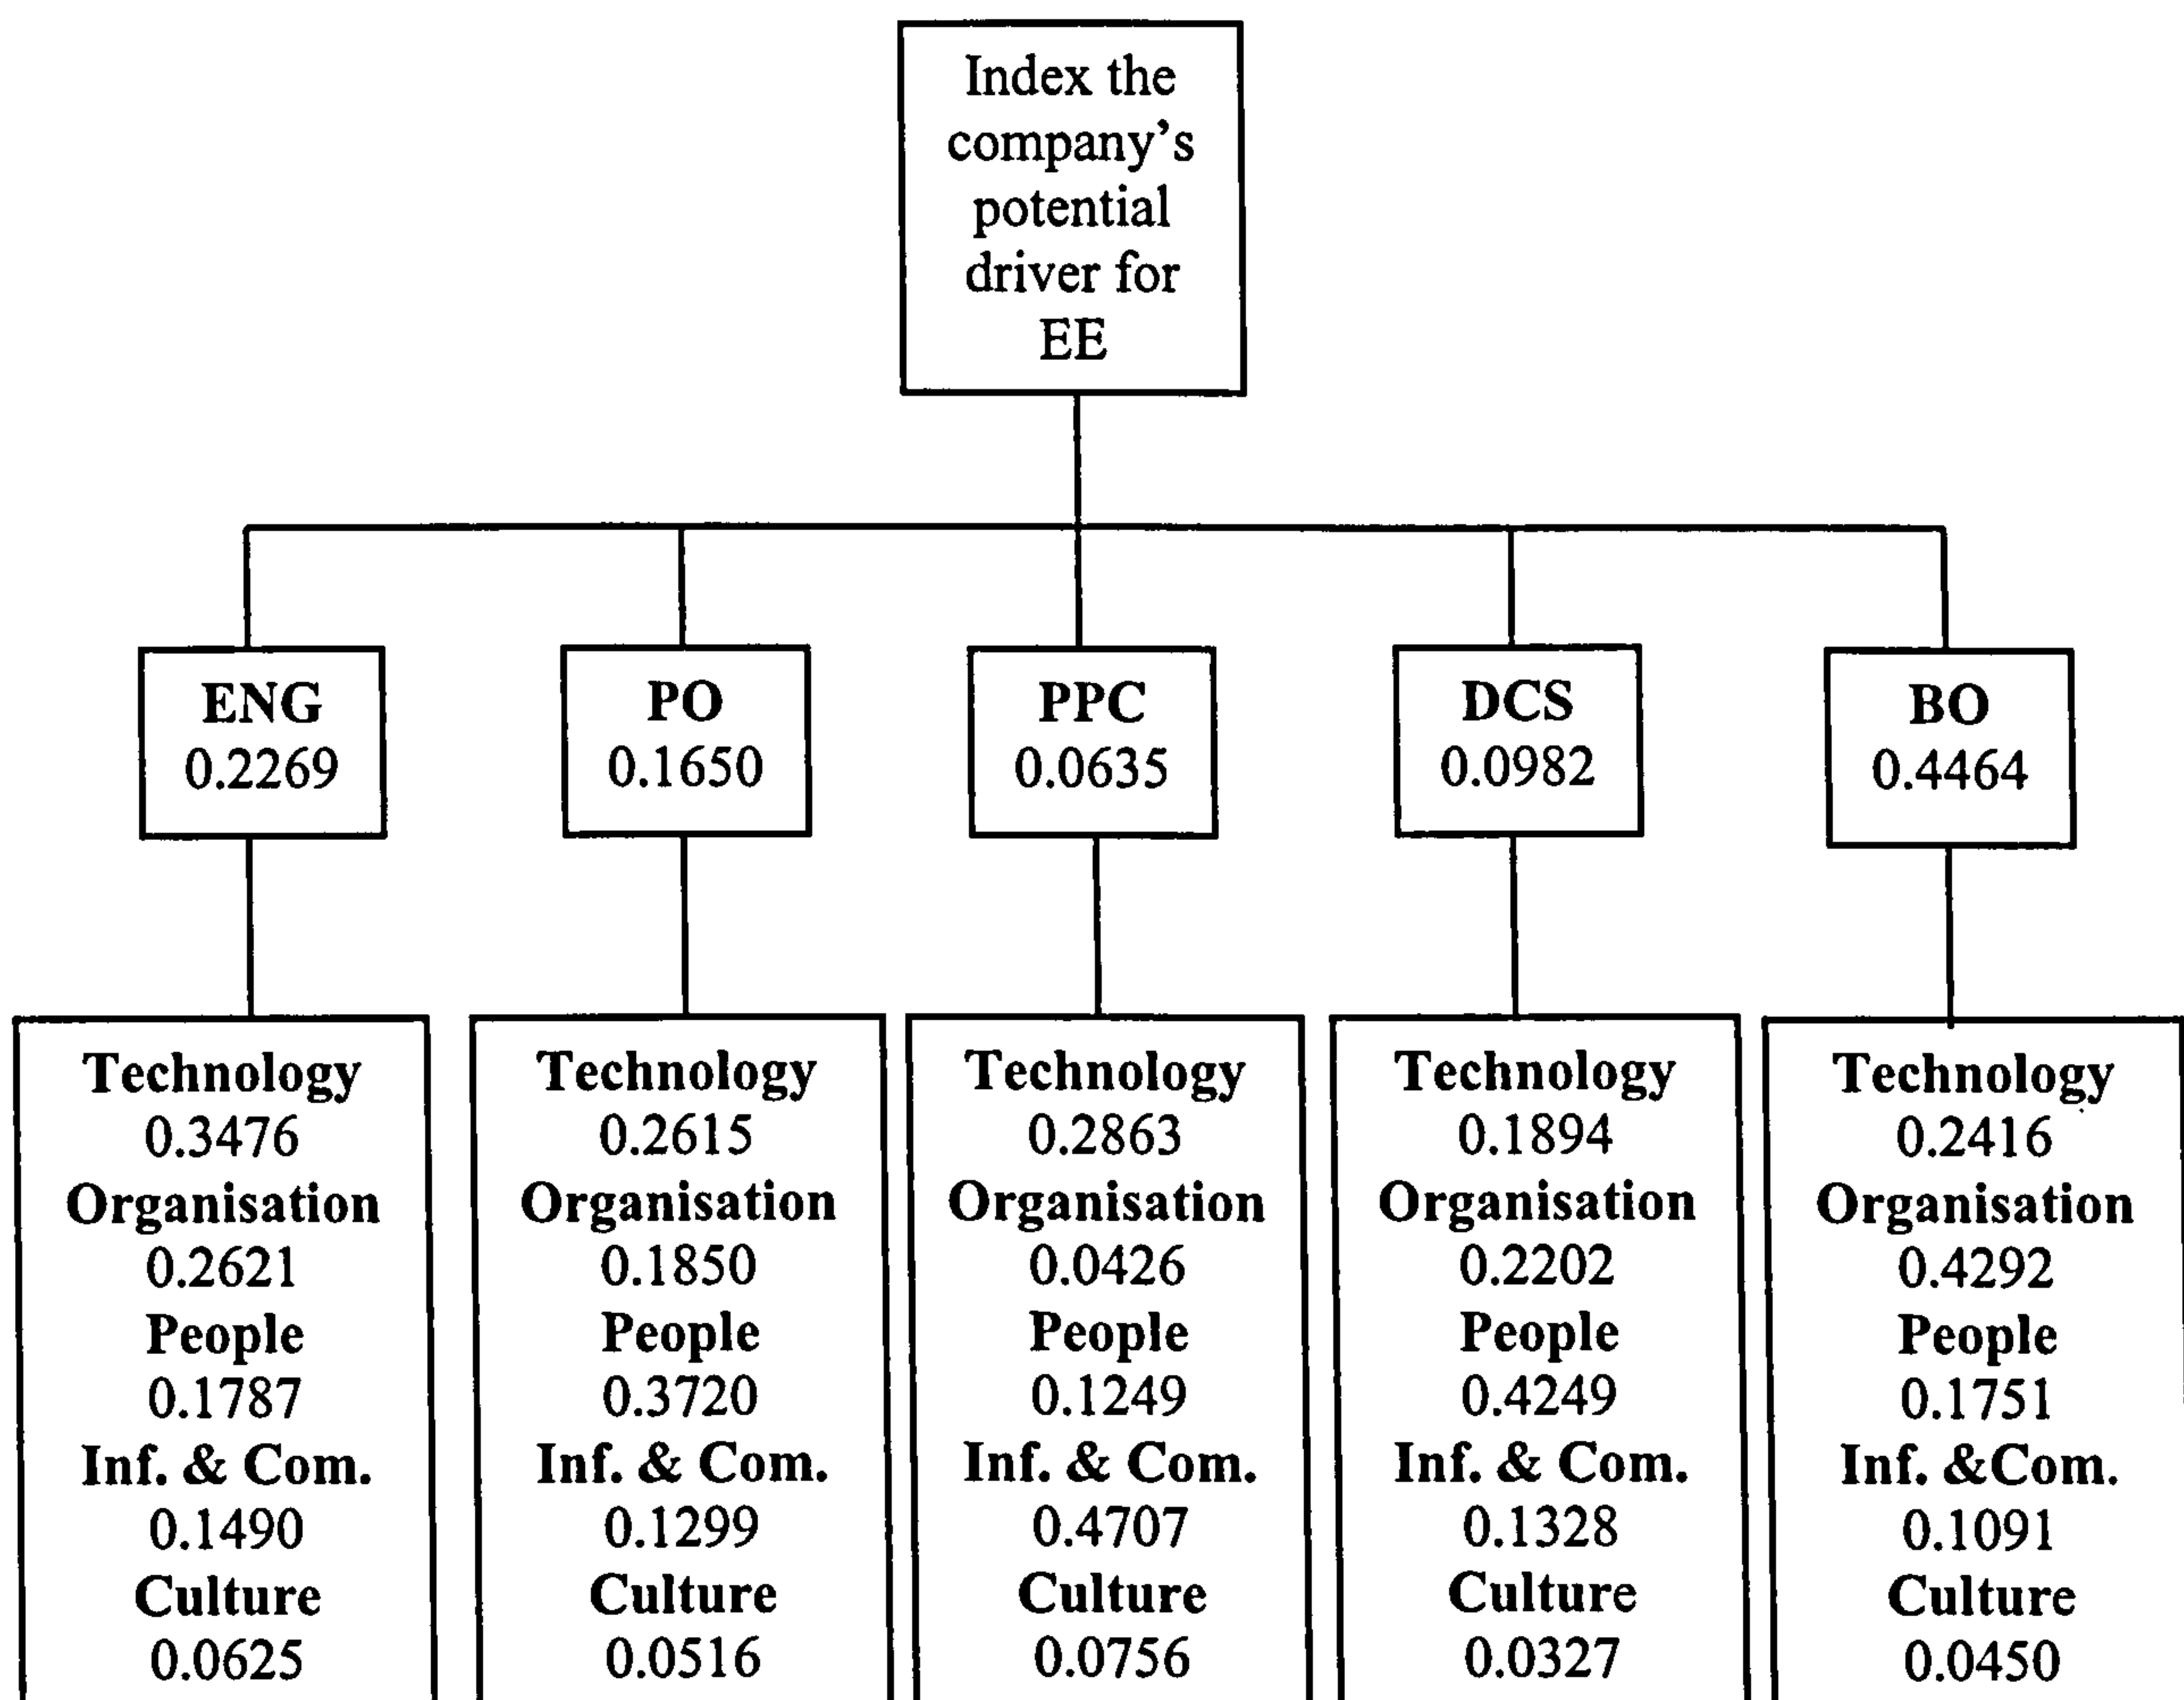 Index the
company's
potential
driver for
EE
ENG
0.2269
PO
0.1650
PPC
0.0635
DCS
0.0982
BO
0.4464
Technology
0.3476
Organisation
0.2621
People
0.1787
Inf. & Com.
0.1490
Culture
0.0625
Technology
0.2615
Organisation
0.1850
People
0.3720
Inf. & Com.
0.1299
Culture
0.0516
Technology
0.2863
Organisation
0.0426
People
0.1249
Inf. & Com.
0.4707
Culture
0.0756
Technology
0.1894
Organisation
0.2202
People
0.4249
Inf. & Com.
0.1328
Culture
0.0327
Technology
0.2416
Organisation
0.4292
People
0.1751
Inf. &Com.
0.1091
Culture
0.0450